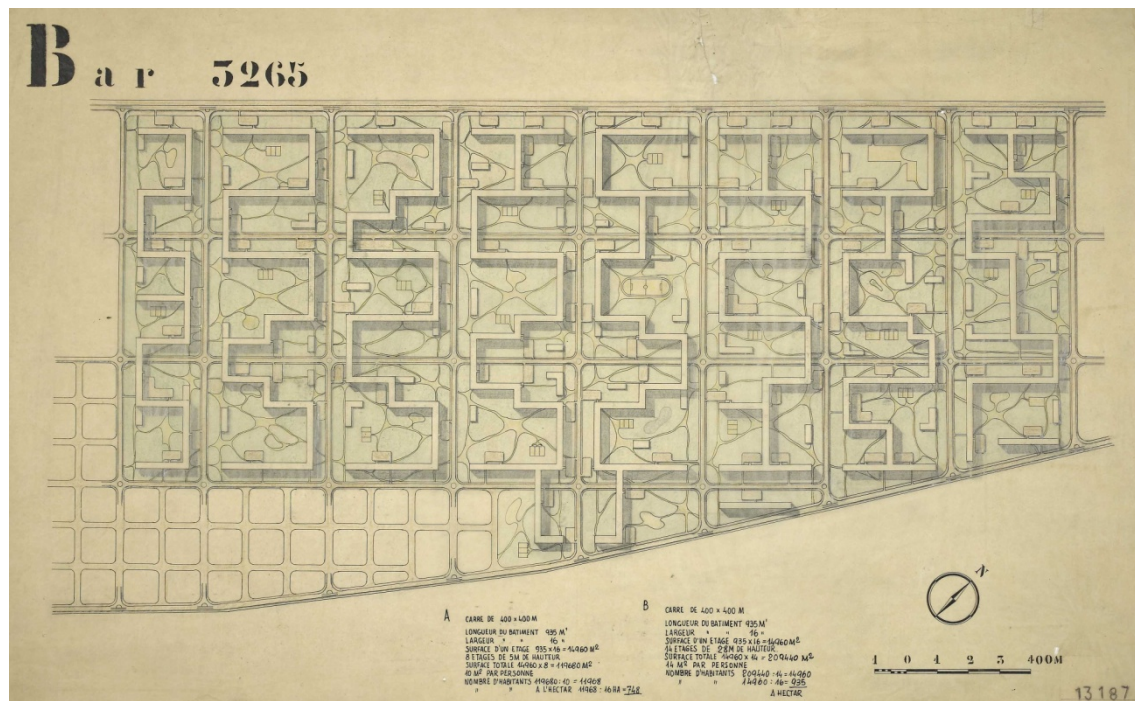 Bar 3265
A CARRE DE 400 x 400 M
LONGUEUR DU BATIMENT 935 M'
LARGEUR " " 16 "
SURFACE D'UN ETAGE 935 x 16 = 14960 M²
8 ETAGES DE 5M DE HAUTEUR
SURFACE TOTALE 14960 x 8 = 119680 M²
10 M² PAR PERSONNE
NOMBRE D'HABITANTS 119680 : 10 = 11908
" " A L'HECTAR 11968 : 16 HA = 748
B CARRE DE 400 x 400 M
LONGUEUR DU BATIMENT 935 M'
LARGEUR " " 16 "
SURFACE D'UN ETAGE 935 x 16 = 14960 M²
14 ETAGES DE 28M DE HAUTEUR
SURFACE TOTALE 14960 x 14 = 209440 M²
14 M² PAR PERSONNE
NOMBRE D'HABITANTS 209440 : 14 = 14960
" " 14960 : 16 = 935
A HECTAR
N
1 0 1 2 3 400M
13187